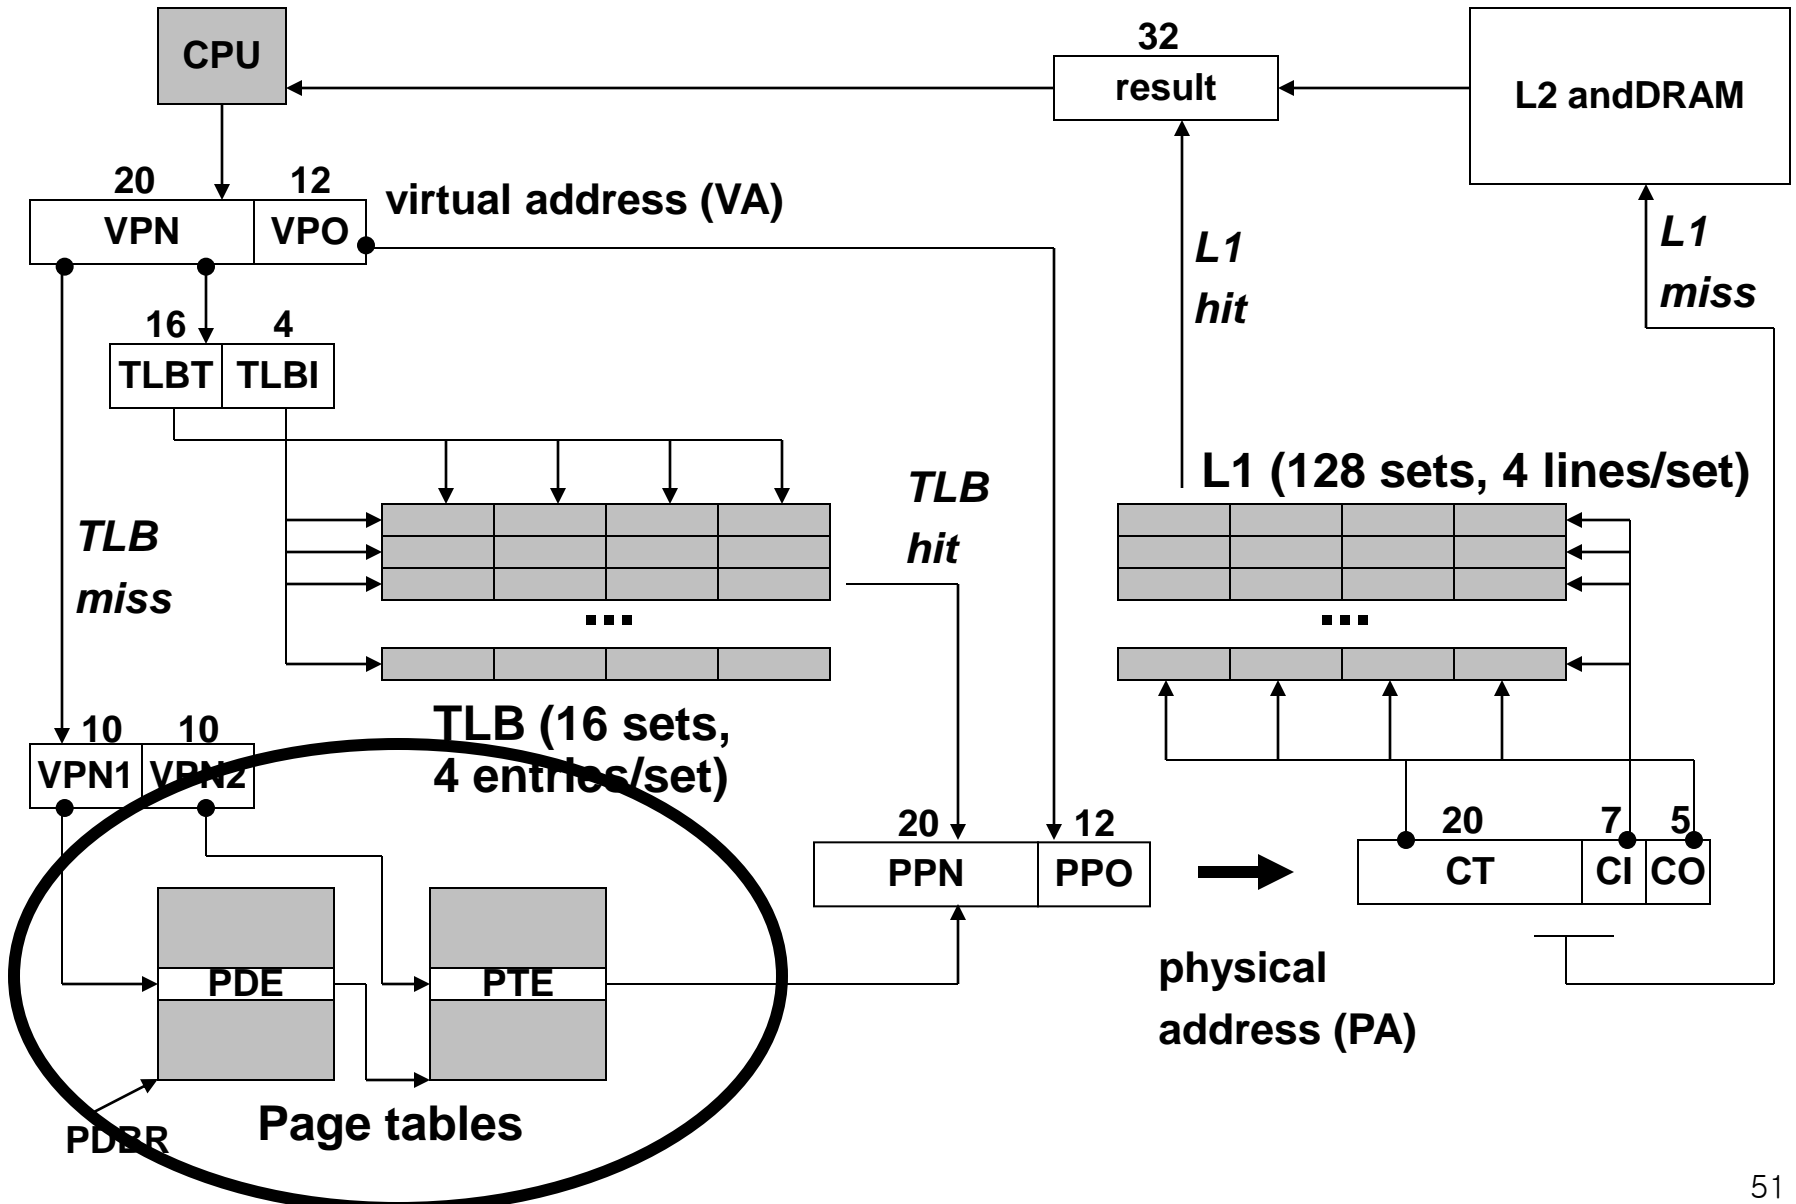 CPU
32
result
L2 andDRAM
20 12
VPN VPO
virtual address (VA)
L1
hit
L1
miss
16 4
TLBT TLBI
TLB
miss
TLB
hit
L1 (128 sets, 4 lines/set)
...
...
TLB (16 sets,
4 entries/set)
10 10
VPN1 VPN2
20 12
PPN PPO
20 7 5
CT CI CO
PDE PTE
physical
address (PA)
Page tables
PDBR
51